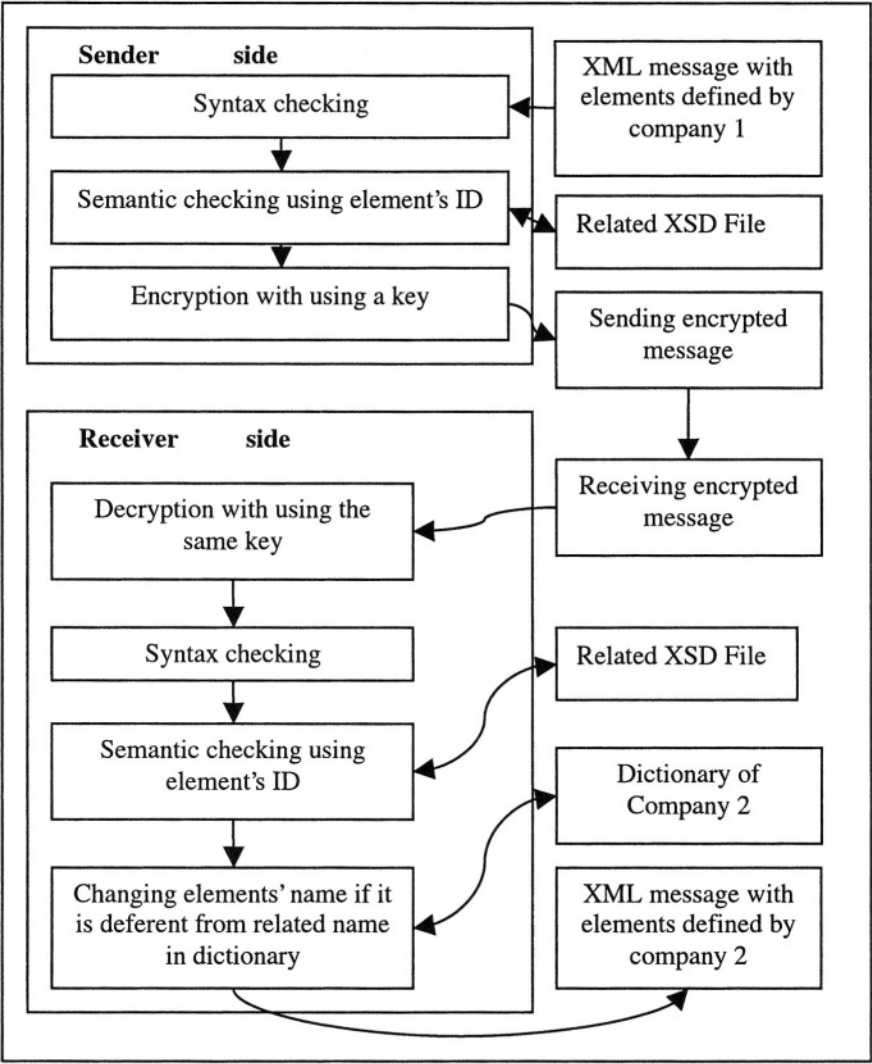 Sender side
Syntax checking
XML message with
elements defined by
company 1
Semantic checking using element's ID
Related XSD File
Encryption with using a key
Sending encrypted
message
Receiver side
Decryption with using the
same key
Receiving encrypted
message
Syntax checking
Related XSD File
Semantic checking using
element's ID
Dictionary of
Company 2
Changing elements' name if it
is deferent from related name
in dictionary
XML message with
elements defined by
company 2